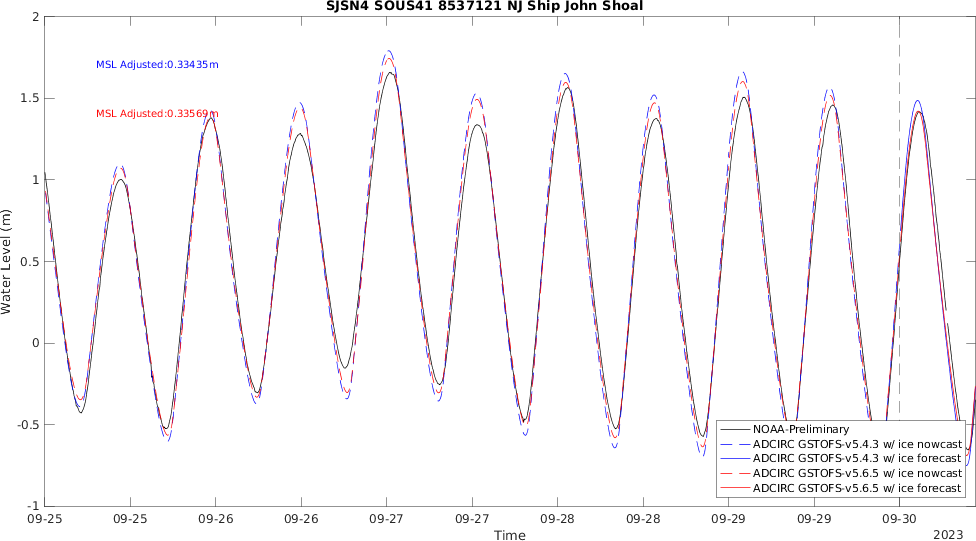 SJSN4 SOUS41 8537121 NJ Ship John Shoal
2
1.5
1
0.5
0
-0.5
-1
Water Level (m)
MSL Adjusted:0.33435m
MSL Adjusted:0.33569m
NOAA-Preliminary
ADCIRC GSTOFS-v5.4.3 w/ ice nowcast
ADCIRC GSTOFS-v5.4.3 w/ ice forecast
ADCIRC GSTOFS-v5.6.5 w/ ice nowcast
ADCIRC GSTOFS-v5.6.5 w/ ice forecast
09-25 09-25 09-26 09-26 09-27 09-27 09-28 09-28 09-29 09-29 09-30
Time
2023